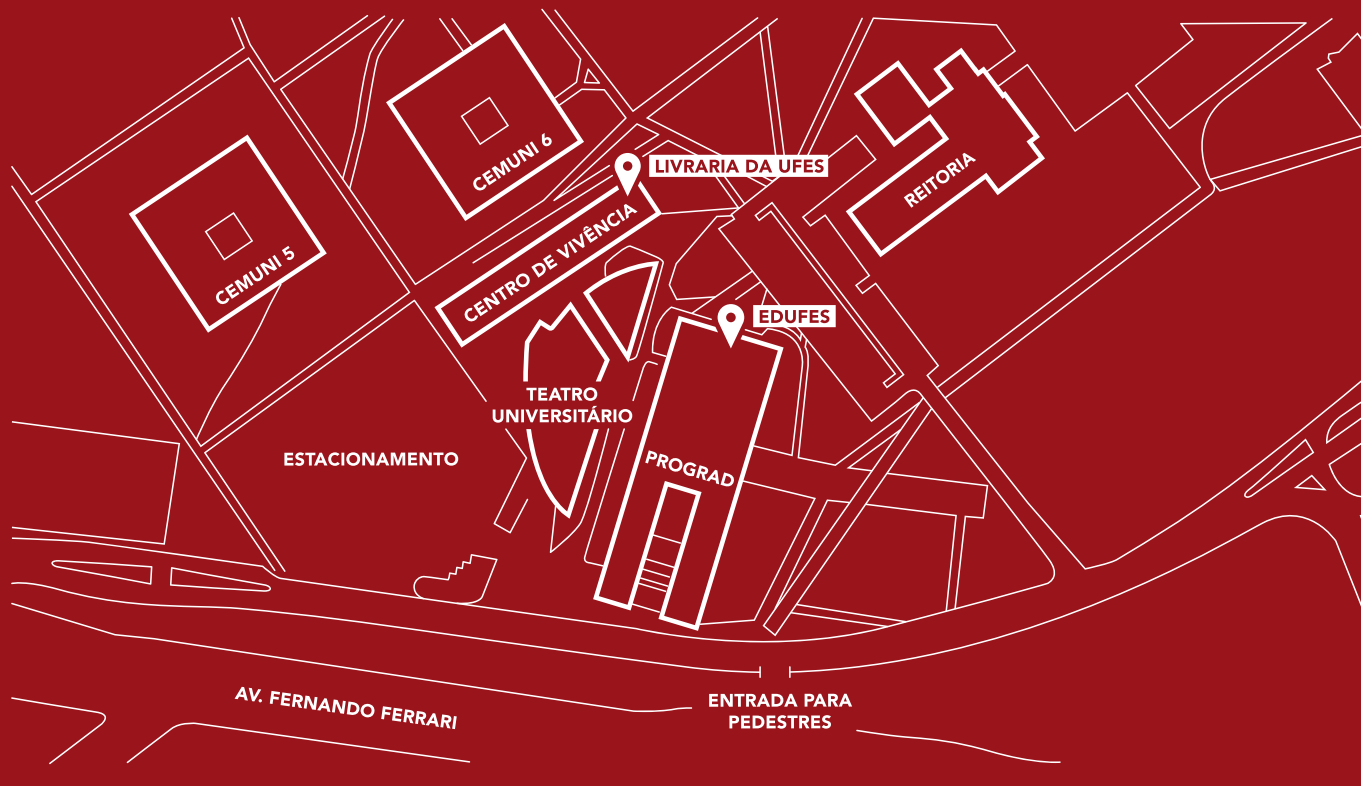 CEMUNI 6
LIVRARIA DA UFES
REITORIA
CENTRO DE VIVÊNCIA
CEMUNI 5
EDUFES
TEATRO
UNIVERSITÁRIO
ESTACIONAMENTO
PROGRAD
AV. FERNANDO FERRARI
ENTRADA PARA
PEDESTRES